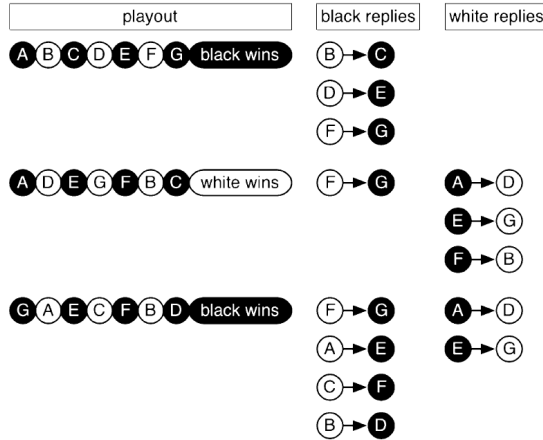 playout black replies white replies
A B C D E F G black wins B C
D E
F G
A D E G F B C white wins F G A D
E G
F B
G A E C F B D black wins F G A D
A E E G
C F
B D